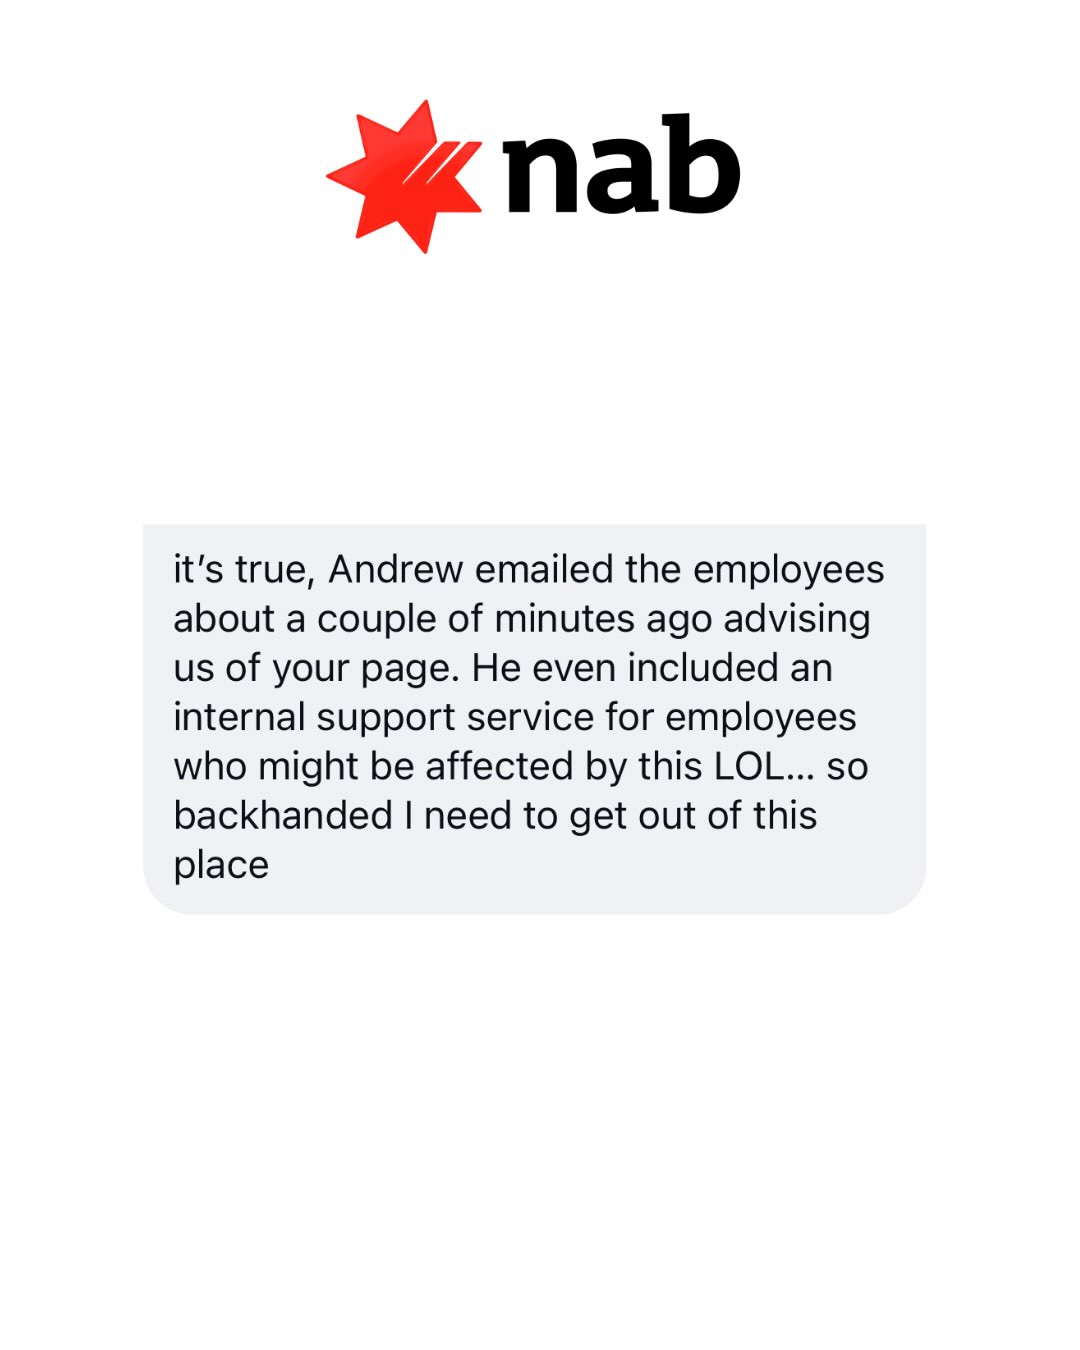 nab
it’s true, Andrew emailed the employees
about a couple of minutes ago advising
us of your page. He even included an
internal support service for employees
who might be affected by this LOL... so
backhanded I need to get out of this
place